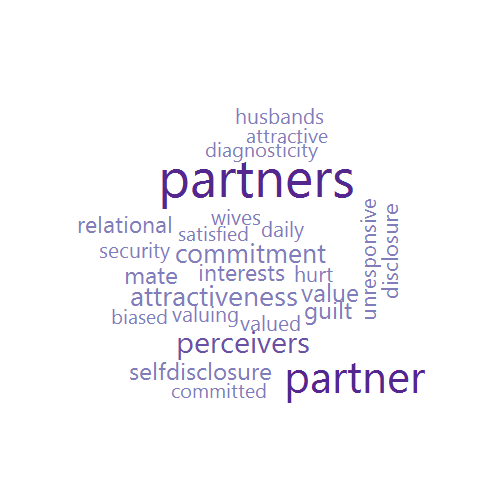 husbands
attractive
diagnosticity
partners
relational
wives
satisfied
daily
security
commitment
unresponsive
disclosure
mate
interests
hurt
attractiveness
value
biased
valuing
valued
guilt
perceivers
selfdisclosure
partner
committed